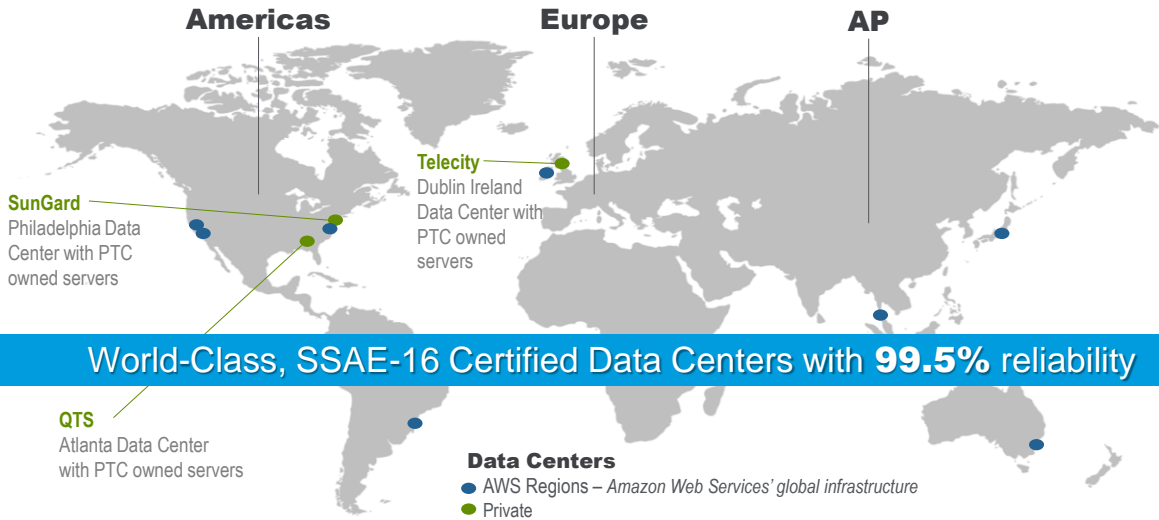 Americas
Europe
AP
Telecity
Dublin Ireland
Data Center with
PTC owned
servers
SunGard
Philadelphia Data
Center with PTC
owned servers
World-Class, SSAE-16 Certified Data Centers with 99.5% reliability
QTS
Atlanta Data Center
with PTC owned servers
Data Centers
AWS Regions – Amazon Web Services' global infrastructure
Private